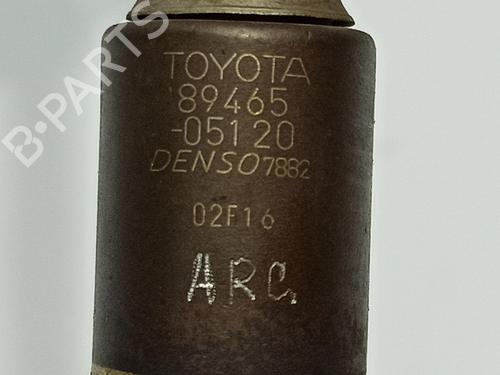 B·PARTS
TOYOTA
89465
-05120
DENSO 7882
02F16
ARC